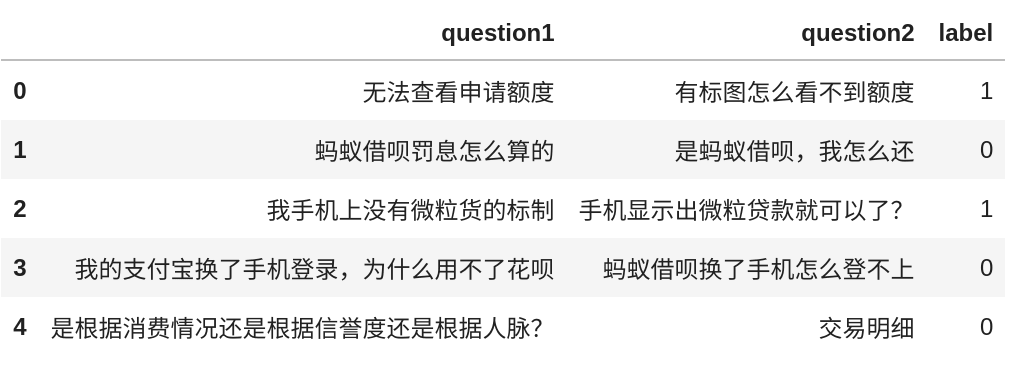 question1 question2 label
0 无法查看申请额度 有标图怎么看不到额度 1
1 蚂蚁借呗罚息怎么算的 是蚂蚁借呗，我怎么还 0
2 我手机上没有微粒货的标制 手机显示出微粒贷款就可以了？ 1
3 我的支付宝换了手机登录，为什么用不了花呗 蚂蚁借呗换了手机怎么登不上 0
4 是根据消费情况还是根据信誉度还是根据人脉？ 交易明细 0